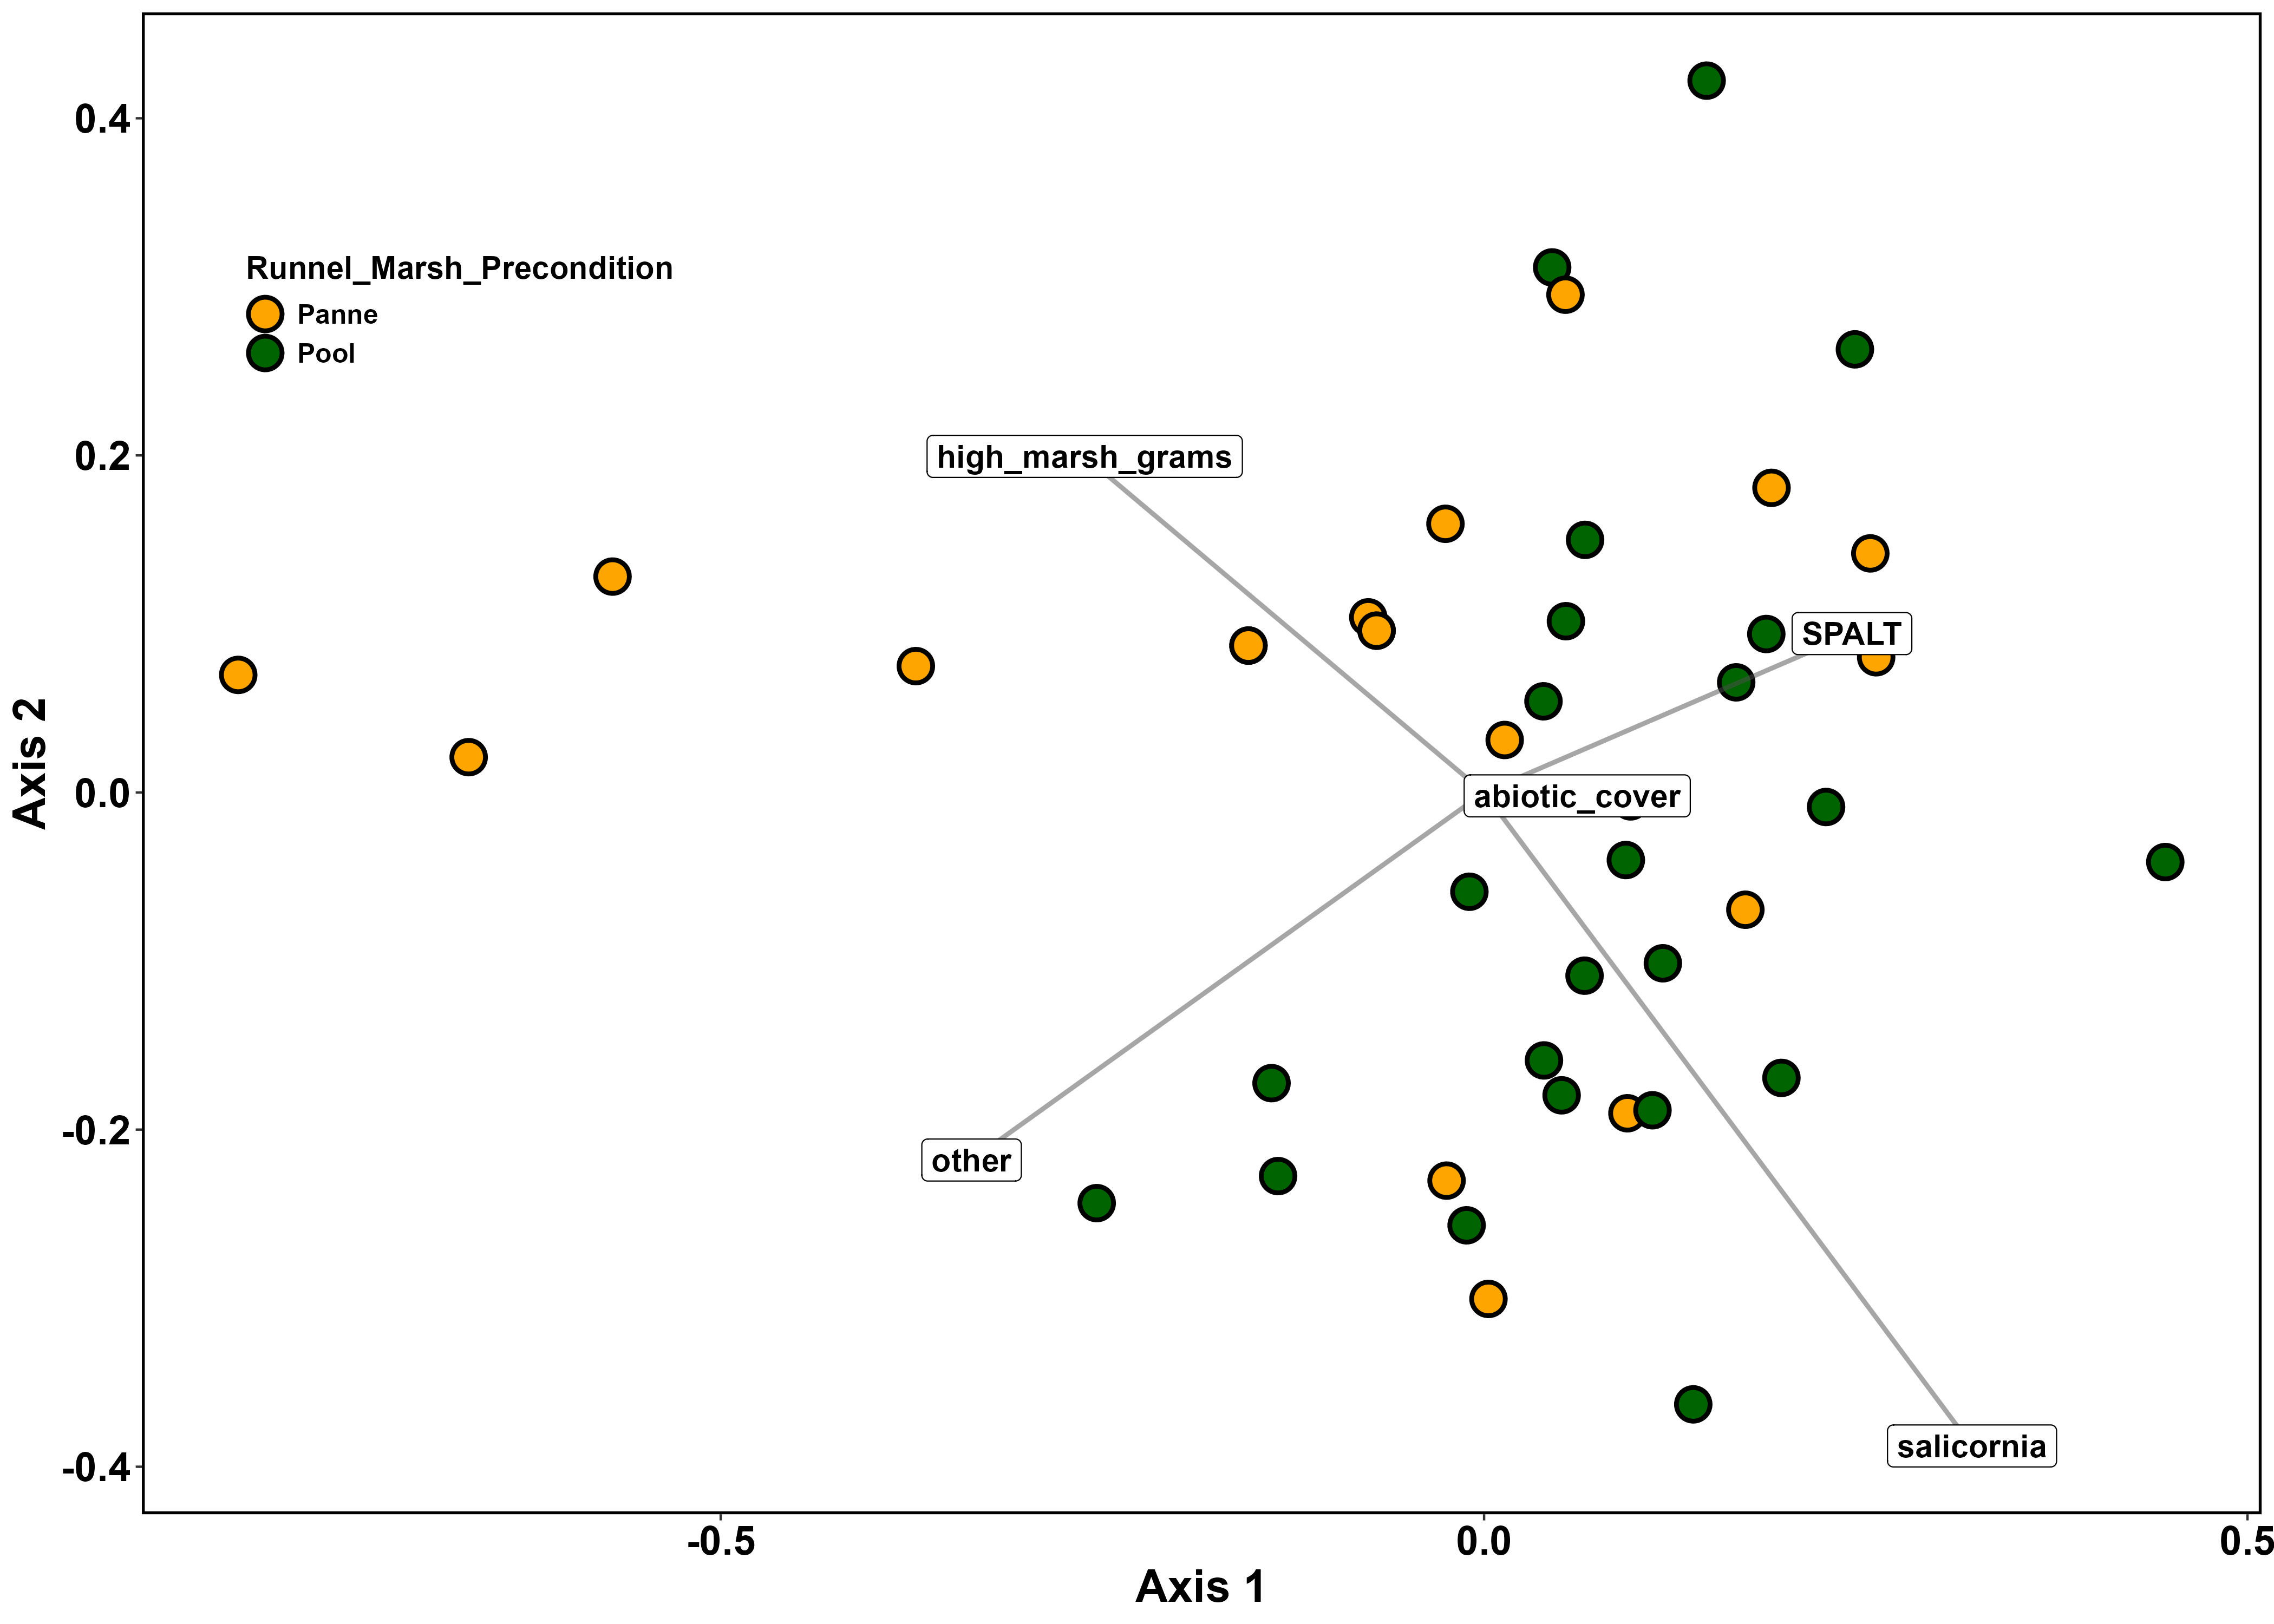 0.4
Runnel_Marsh_Precondition
Panne
Pool
0.2
high_marsh_grams
SPALT
Axis 2
0.0
abiotic_cover
-0.2
other
salicornia
-0.4
-0.5 0.0 0.5
Axis 1